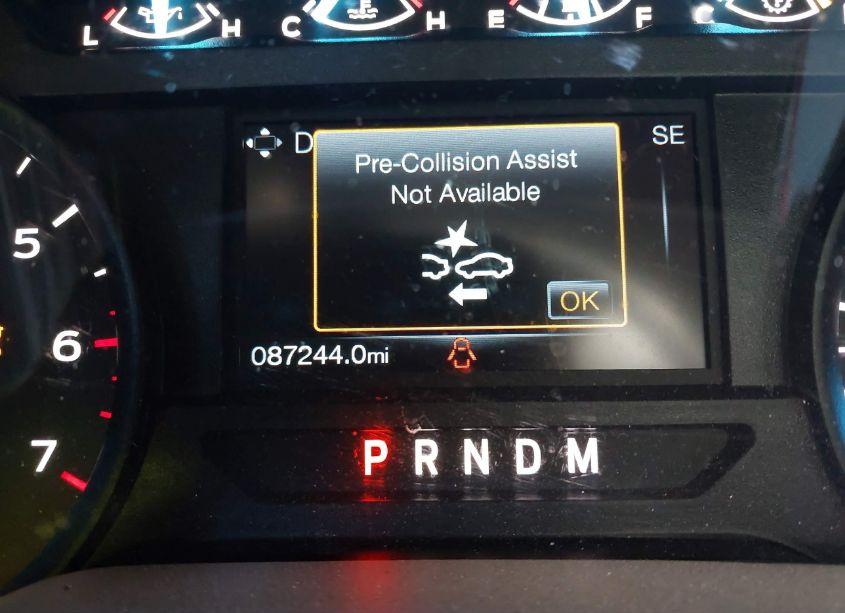 L H C H E F C
D
SE
Pre-Collision Assist
Not Available
OK
5
6
7
087244.0mi
P R N D M